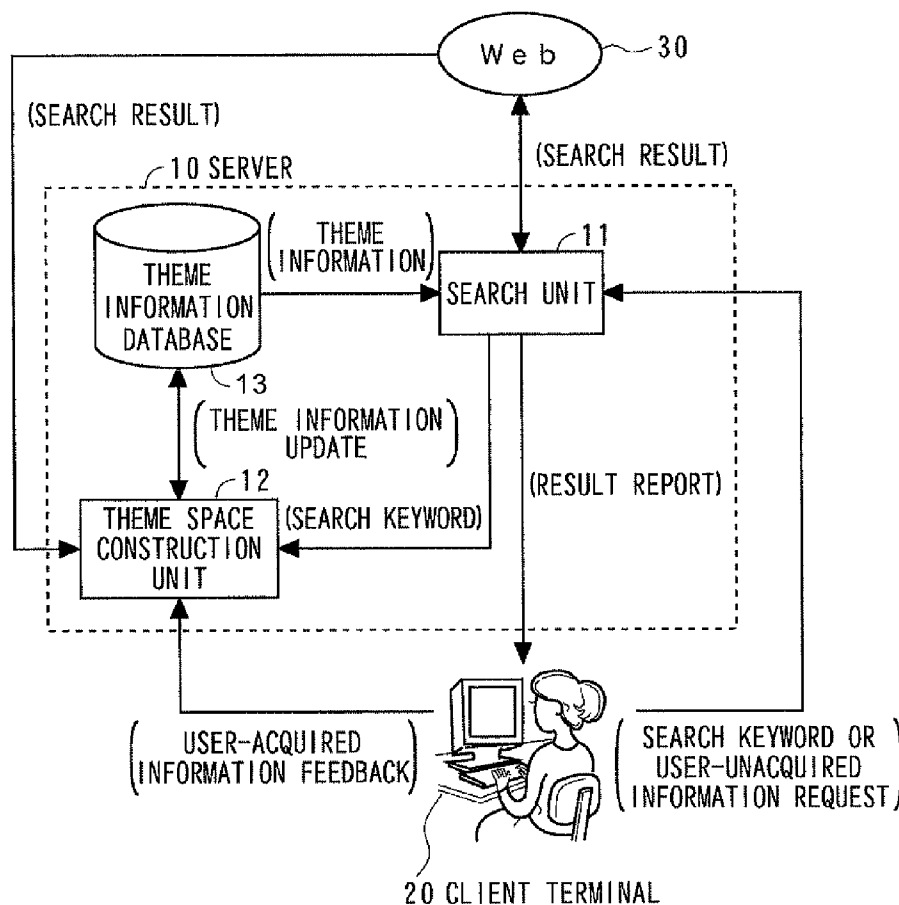 Web
30
(SEARCH RESULT)
(SEARCH RESULT)
10 SERVER
(THEME
INFORMATION)
11
THEME
INFORMATION
DATABASE
SEARCH UNIT
13
(THEME INFORMATION
UPDATE)
12
(RESULT REPORT)
THEME SPACE
CONSTRUCTION
UNIT
(SEARCH KEYWORD)
(USER-ACQUIRED
INFORMATION FEEDBACK)
(SEARCH KEYWORD OR
USER-UNACQUIRED
INFORMATION REQUEST)
20 CLIENT TERMINAL